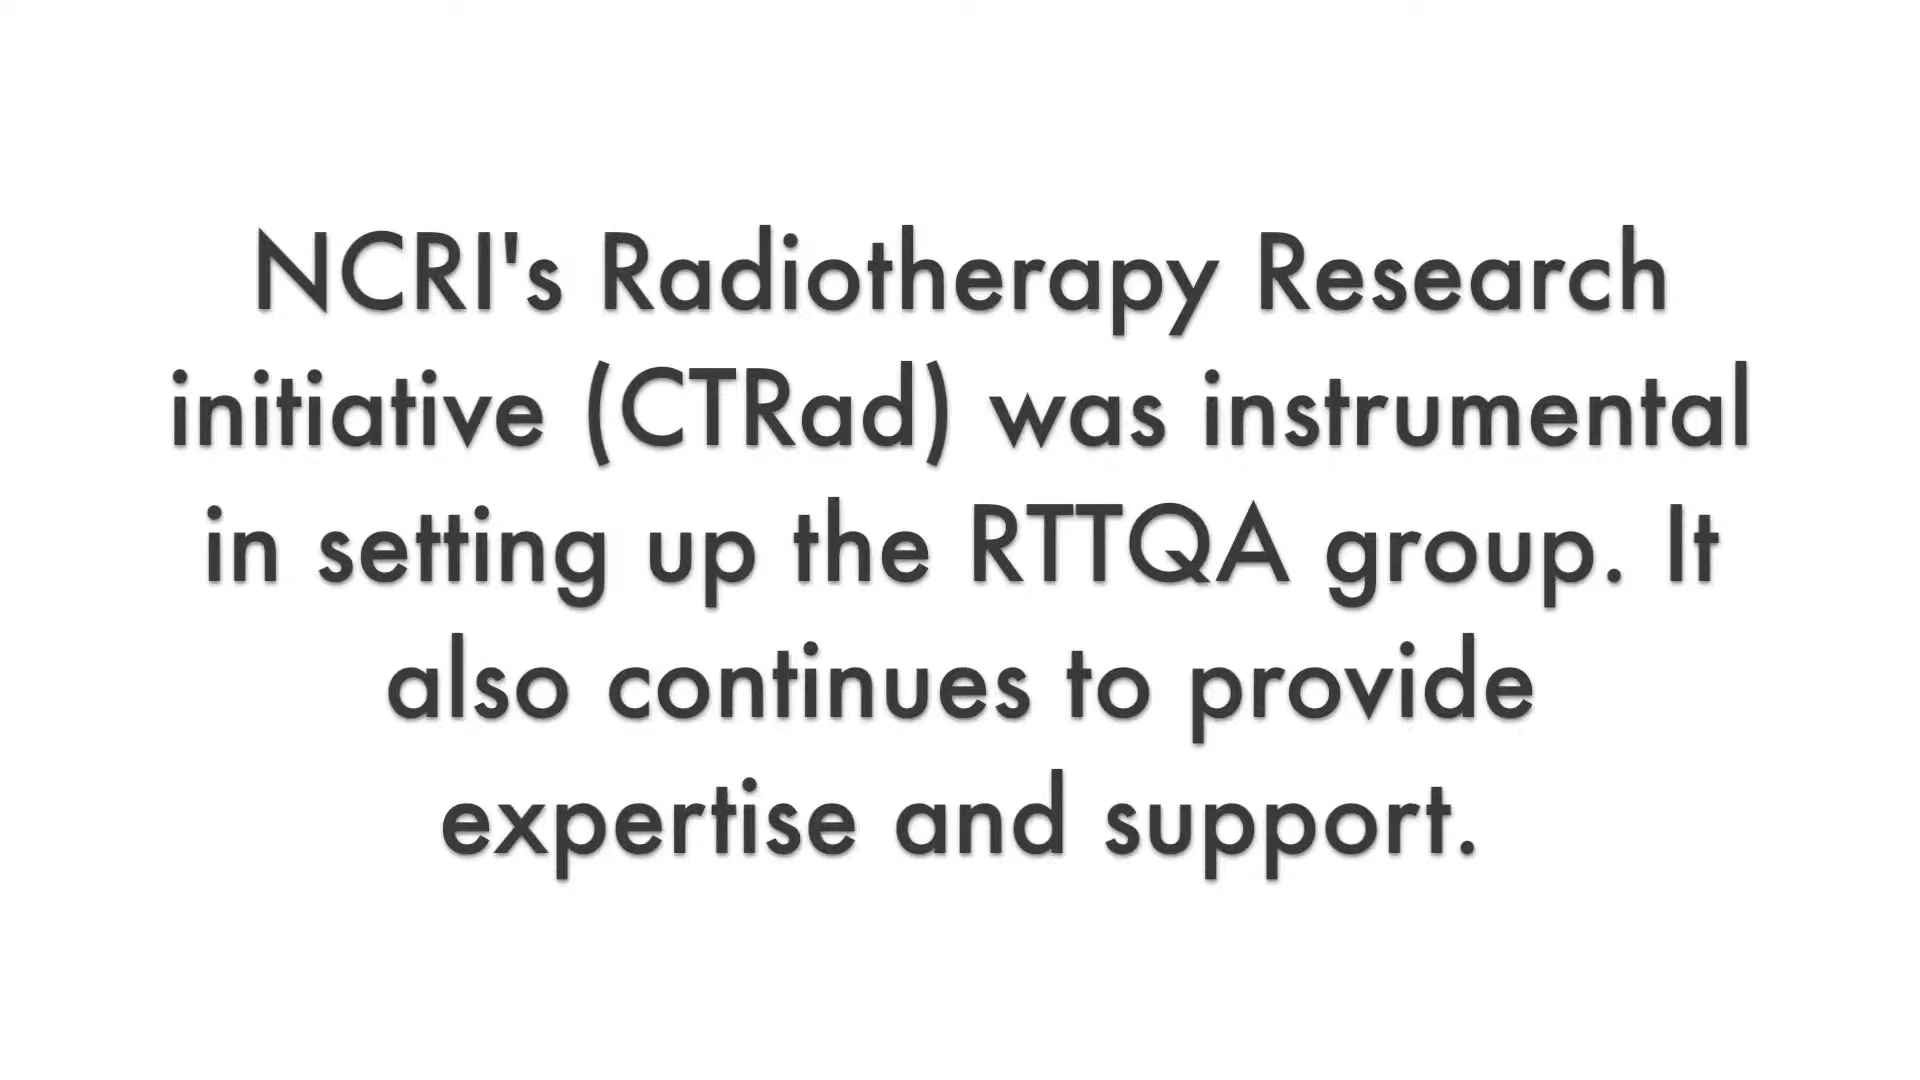 NCRI's Radiotherapy Research
initiative (CTRad) was instrumental
in setting up the RTTQA group. It
also continues to provide
expertise and support.